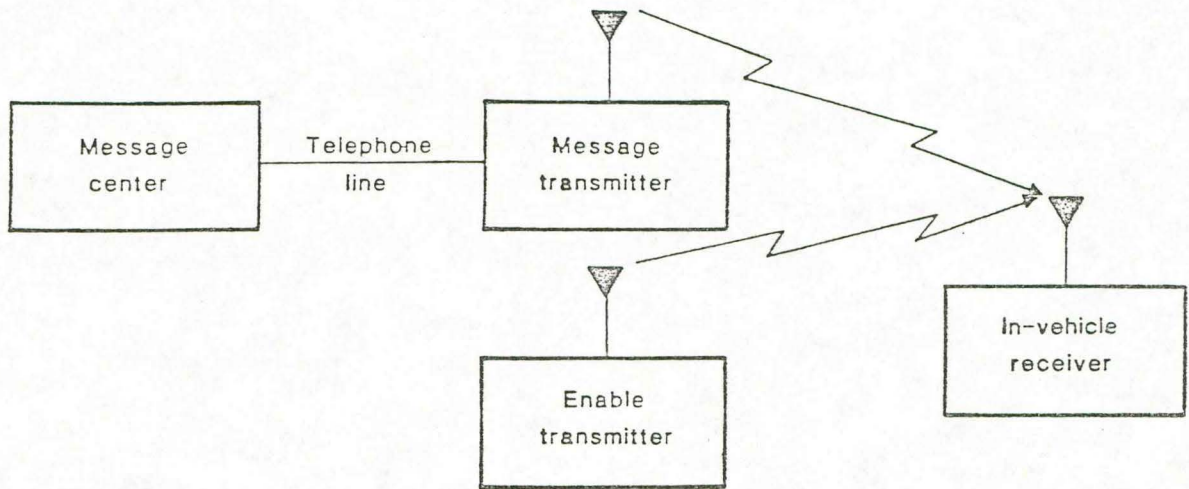 Message
center
Telephone
line
Message
transmitter
Enable
transmitter
In-vehicle
receiver